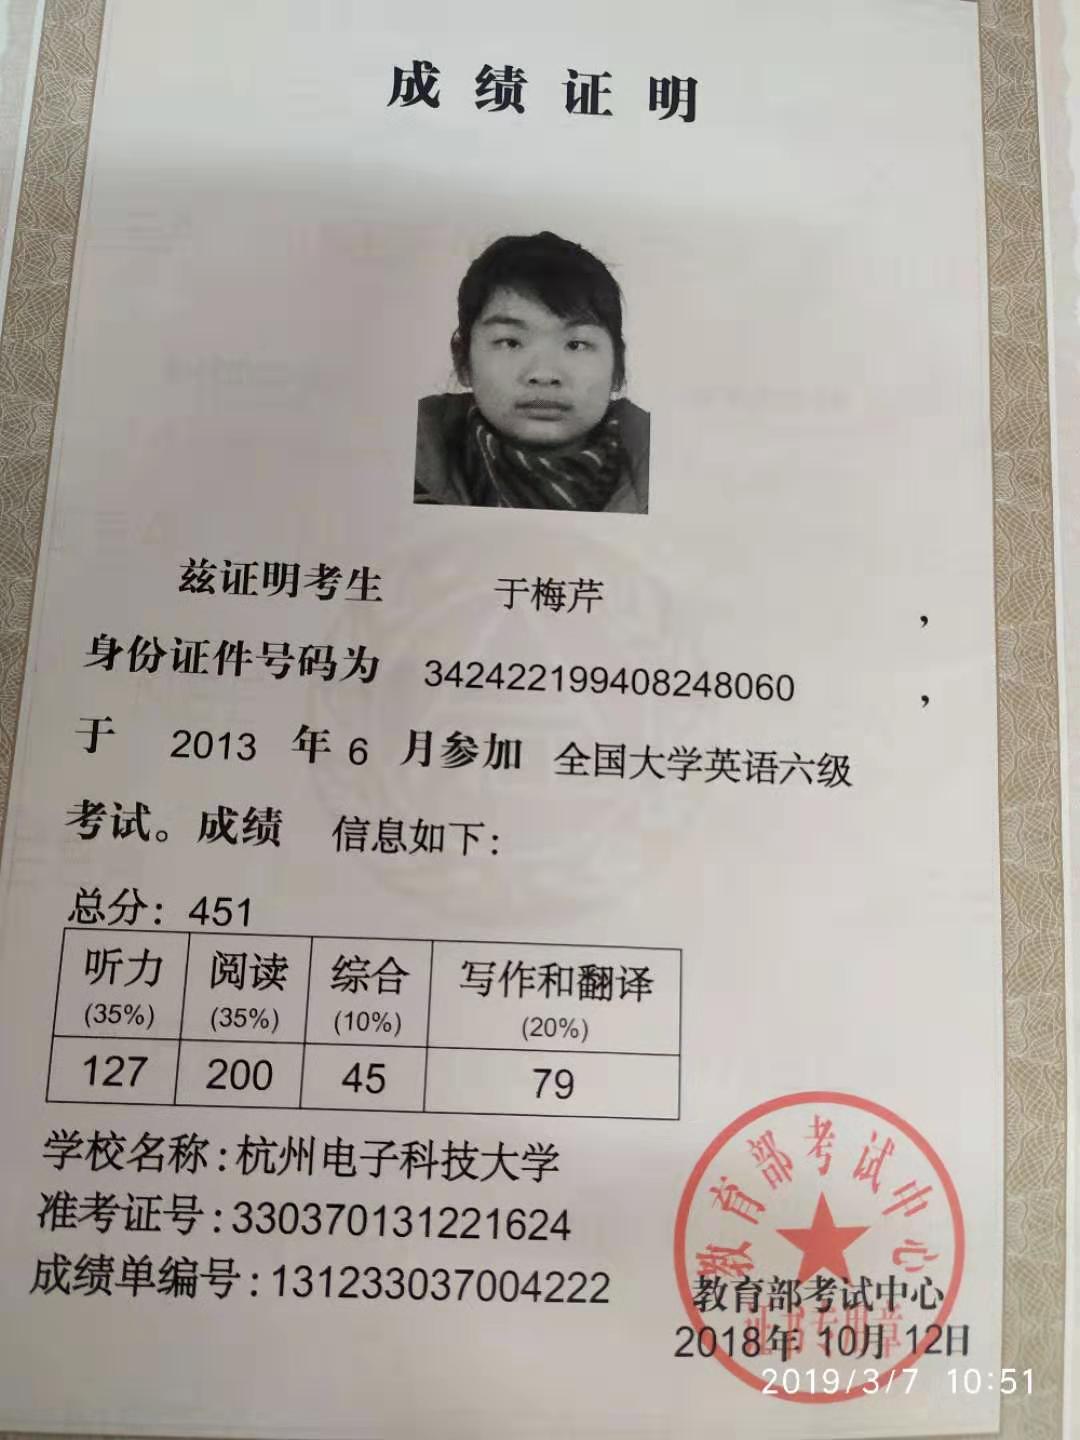 成绩证明
兹证明考生 于梅芹 ，
身份证件号码为 342422199408248060 ，
于 2013 年 6 月参加 全国大学英语六级
考试。成绩 信息如下：
总分：451
听力 阅读 综合 写作和翻译
(35%) (35%) (10%) (20%)
127 200 45 79
学校名称：杭州电子科技大学
准考证号：330370131221624
成绩单编号：131233037004222
教育部考试中心
证书专用章
教育部考试中心
2018年 10月 12日
2019/3/7 10:51